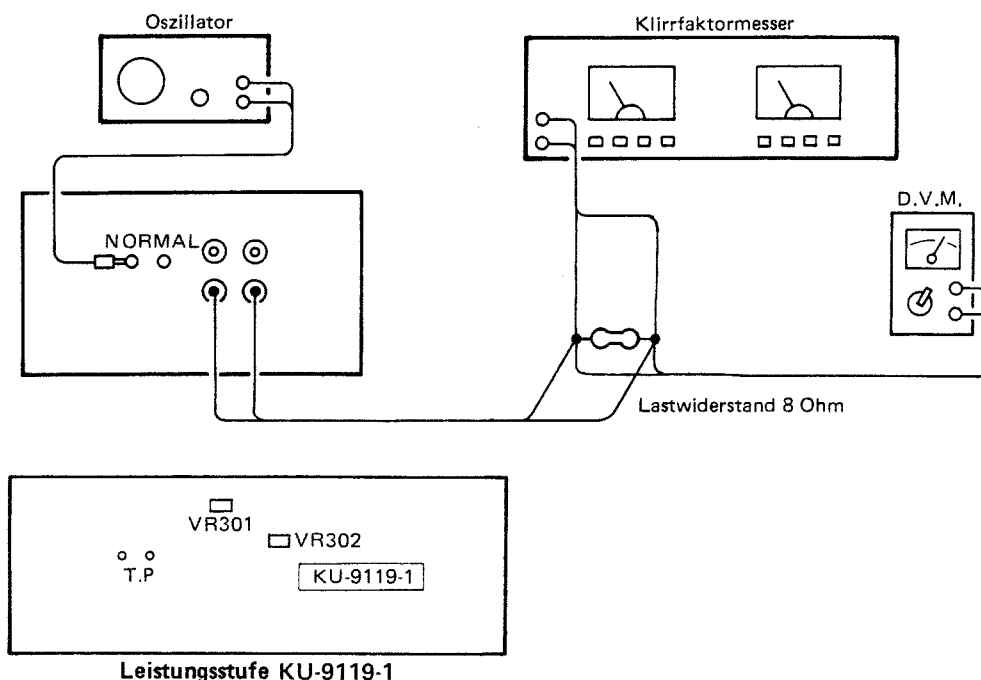 Oszillator
Klirrfaktormesser
D.V.M.
NORMAL
Lastwiderstand 8 Ohm
VR301
VR302
T.P
KU-9119-1
Leistungsstufe KU-9119-1